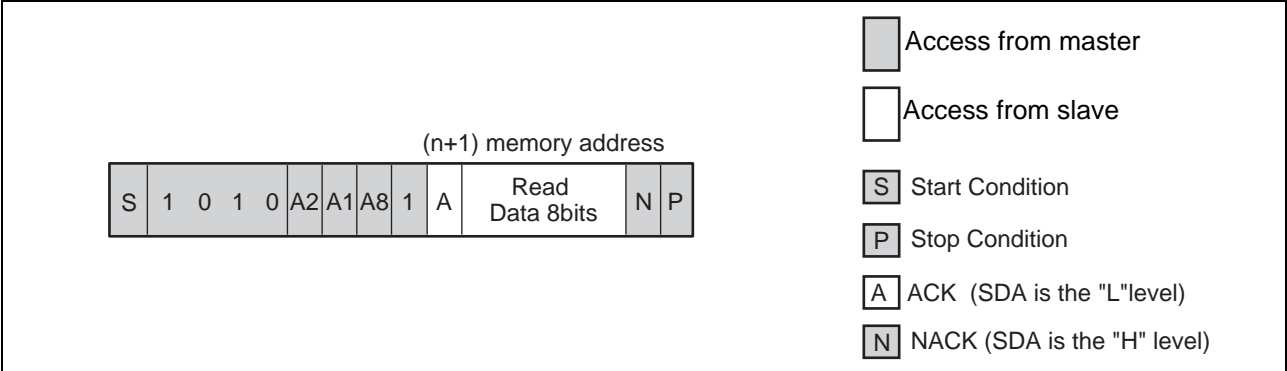 (n+1) memory address
S 1 0 1 0 A2 A1 A8 1 A Read Data 8bits N P
Access from master
Access from slave
S Start Condition
P Stop Condition
A ACK (SDA is the "L"level)
N NACK (SDA is the "H" level)